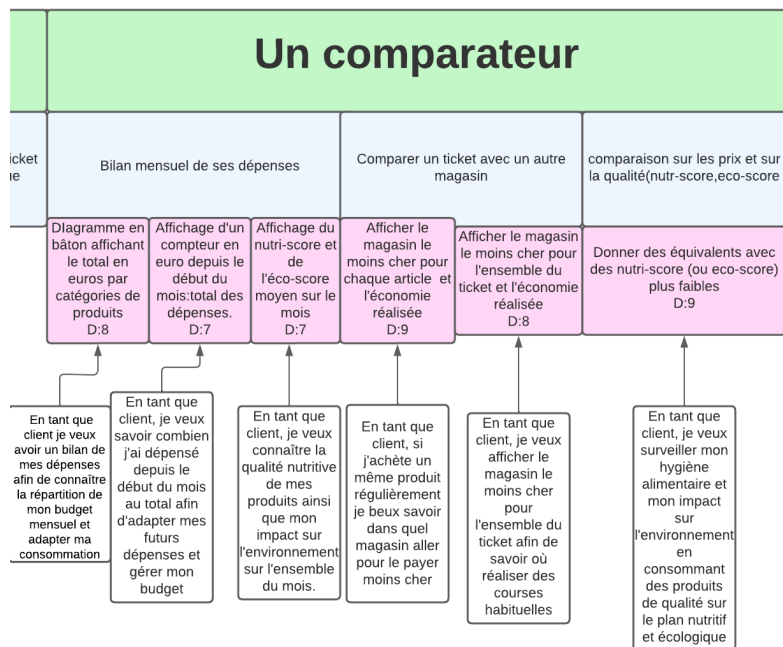 Un comparateur
icket
ue
Bilan mensuel de ses dépenses
Comparer un ticket avec un autre
magasin
comparaison sur les prix et sur
la qualité(nutr-score,eco-score
DIagramme en
bâton affichant
le total en
euros par
catégories de
produits
D:8
Affichage d'un
compteur en
euro depuis le
début du
mois:total des
dépenses.
D:7
Affichage du
nutri-score et
de
l'éco-score
moyen sur le
mois
D:7
Afficher le
magasin le
moins cher pour
chaque article  et
l'économie
réalisée
D:9
Afficher le magasin
le moins cher pour
l'ensemble du
ticket et l'économie
réalisée
D:8
Donner des équivalents avec
des nutri-score (ou eco-score)
plus faibles
D:9
En tant que
client je veux
avoir un bilan de
mes dépenses
afin de connaître
la répartition de
mon budget
mensuel et
adapter ma
consommation
En tant que
client, je veux
savoir combien
j'ai dépensé
depuis le
début du mois
au total afin
d'adapter mes
futurs
dépenses et
gérer mon
budget
En tant que
client, je veux
connaître la
qualité nutritive
de mes
produits ainsi
que mon
impact sur
l'environnement
sur l'ensemble
du mois.
En tant que
client, si
j'achète un
même produit
régulièrement
je beux savoir
dans quel
magasin aller
pour le payer
moins cher
En tant que
client, je veux
afficher le
magasin le
moins cher
pour
l'ensemble du
ticket afin de
savoir où
réaliser des
courses
habituelles
En tant que
client, je veux
surveiller mon
hygiène
alimentaire et
mon impact
sur
l'environnement
en
consommant
des produits
de qualité sur
le plan nutritif
et écologique